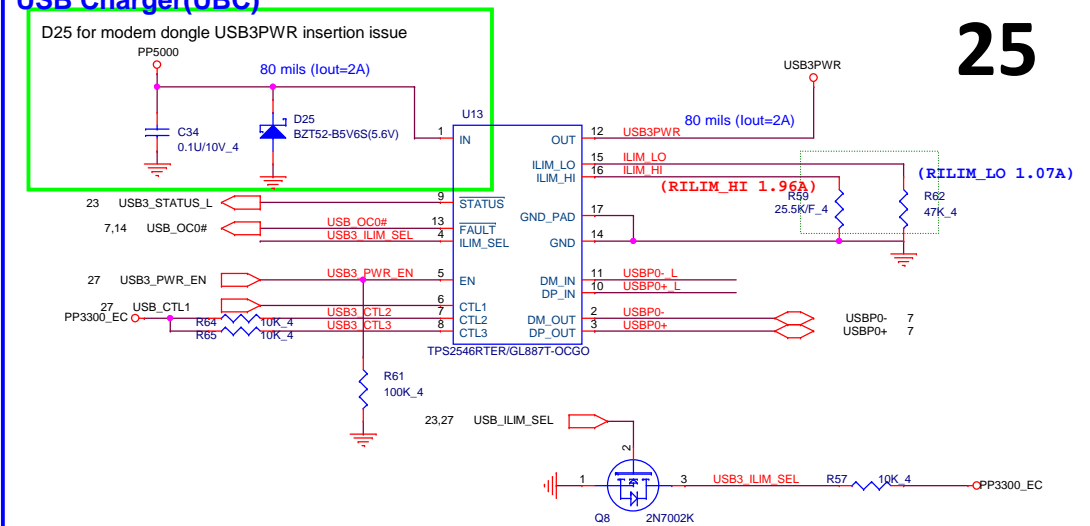 USB Charger(UBC)
25
D25 for modem dongle USB3PWR insertion issue
PP5000
80 mils (Iout=2A)
USB3PWR
C34
0.1U/10V_4
D25
BZT52-B5V6S(5.6V)
U13
1 IN
OUT 12 USB3PWR
80 mils (Iout=2A)
ILIM_LO 15 ILIM_LO
ILIM_HI 16 ILIM_HI
(RILIM_HI 1.96A)
(RILIM_LO 1.07A)
R59
25.5K/F_4
R62
47K_4
23 USB3_STATUS_L 9 STATUS
7,14 USB_OC0# 13 FAULT
USB3_ILIM_SEL 4 ILIM_SEL
GND_PAD 17
GND 14
27 USB3_PWR_EN USB3_PWR_EN 5 EN
DM_IN 11 USBP0-_L
DP_IN 10 USBP0+_L
27 USB_CTL1 6 CTL1
PP3300_EC R64 10K_4 USB3_CTL2 7 CTL2
R65 10K_4 USB3_CTL3 8 CTL3
DM_OUT 2 USBP0- USBP0- 7
DP_OUT 3 USBP0+ USBP0+ 7
TPS2546RTER/GL887T-OCGO
R61
100K_4
23,27 USB_ILIM_SEL
2
1 3 USB3_ILIM_SEL R57 10K_4 PP3300_EC
Q8 2N7002K